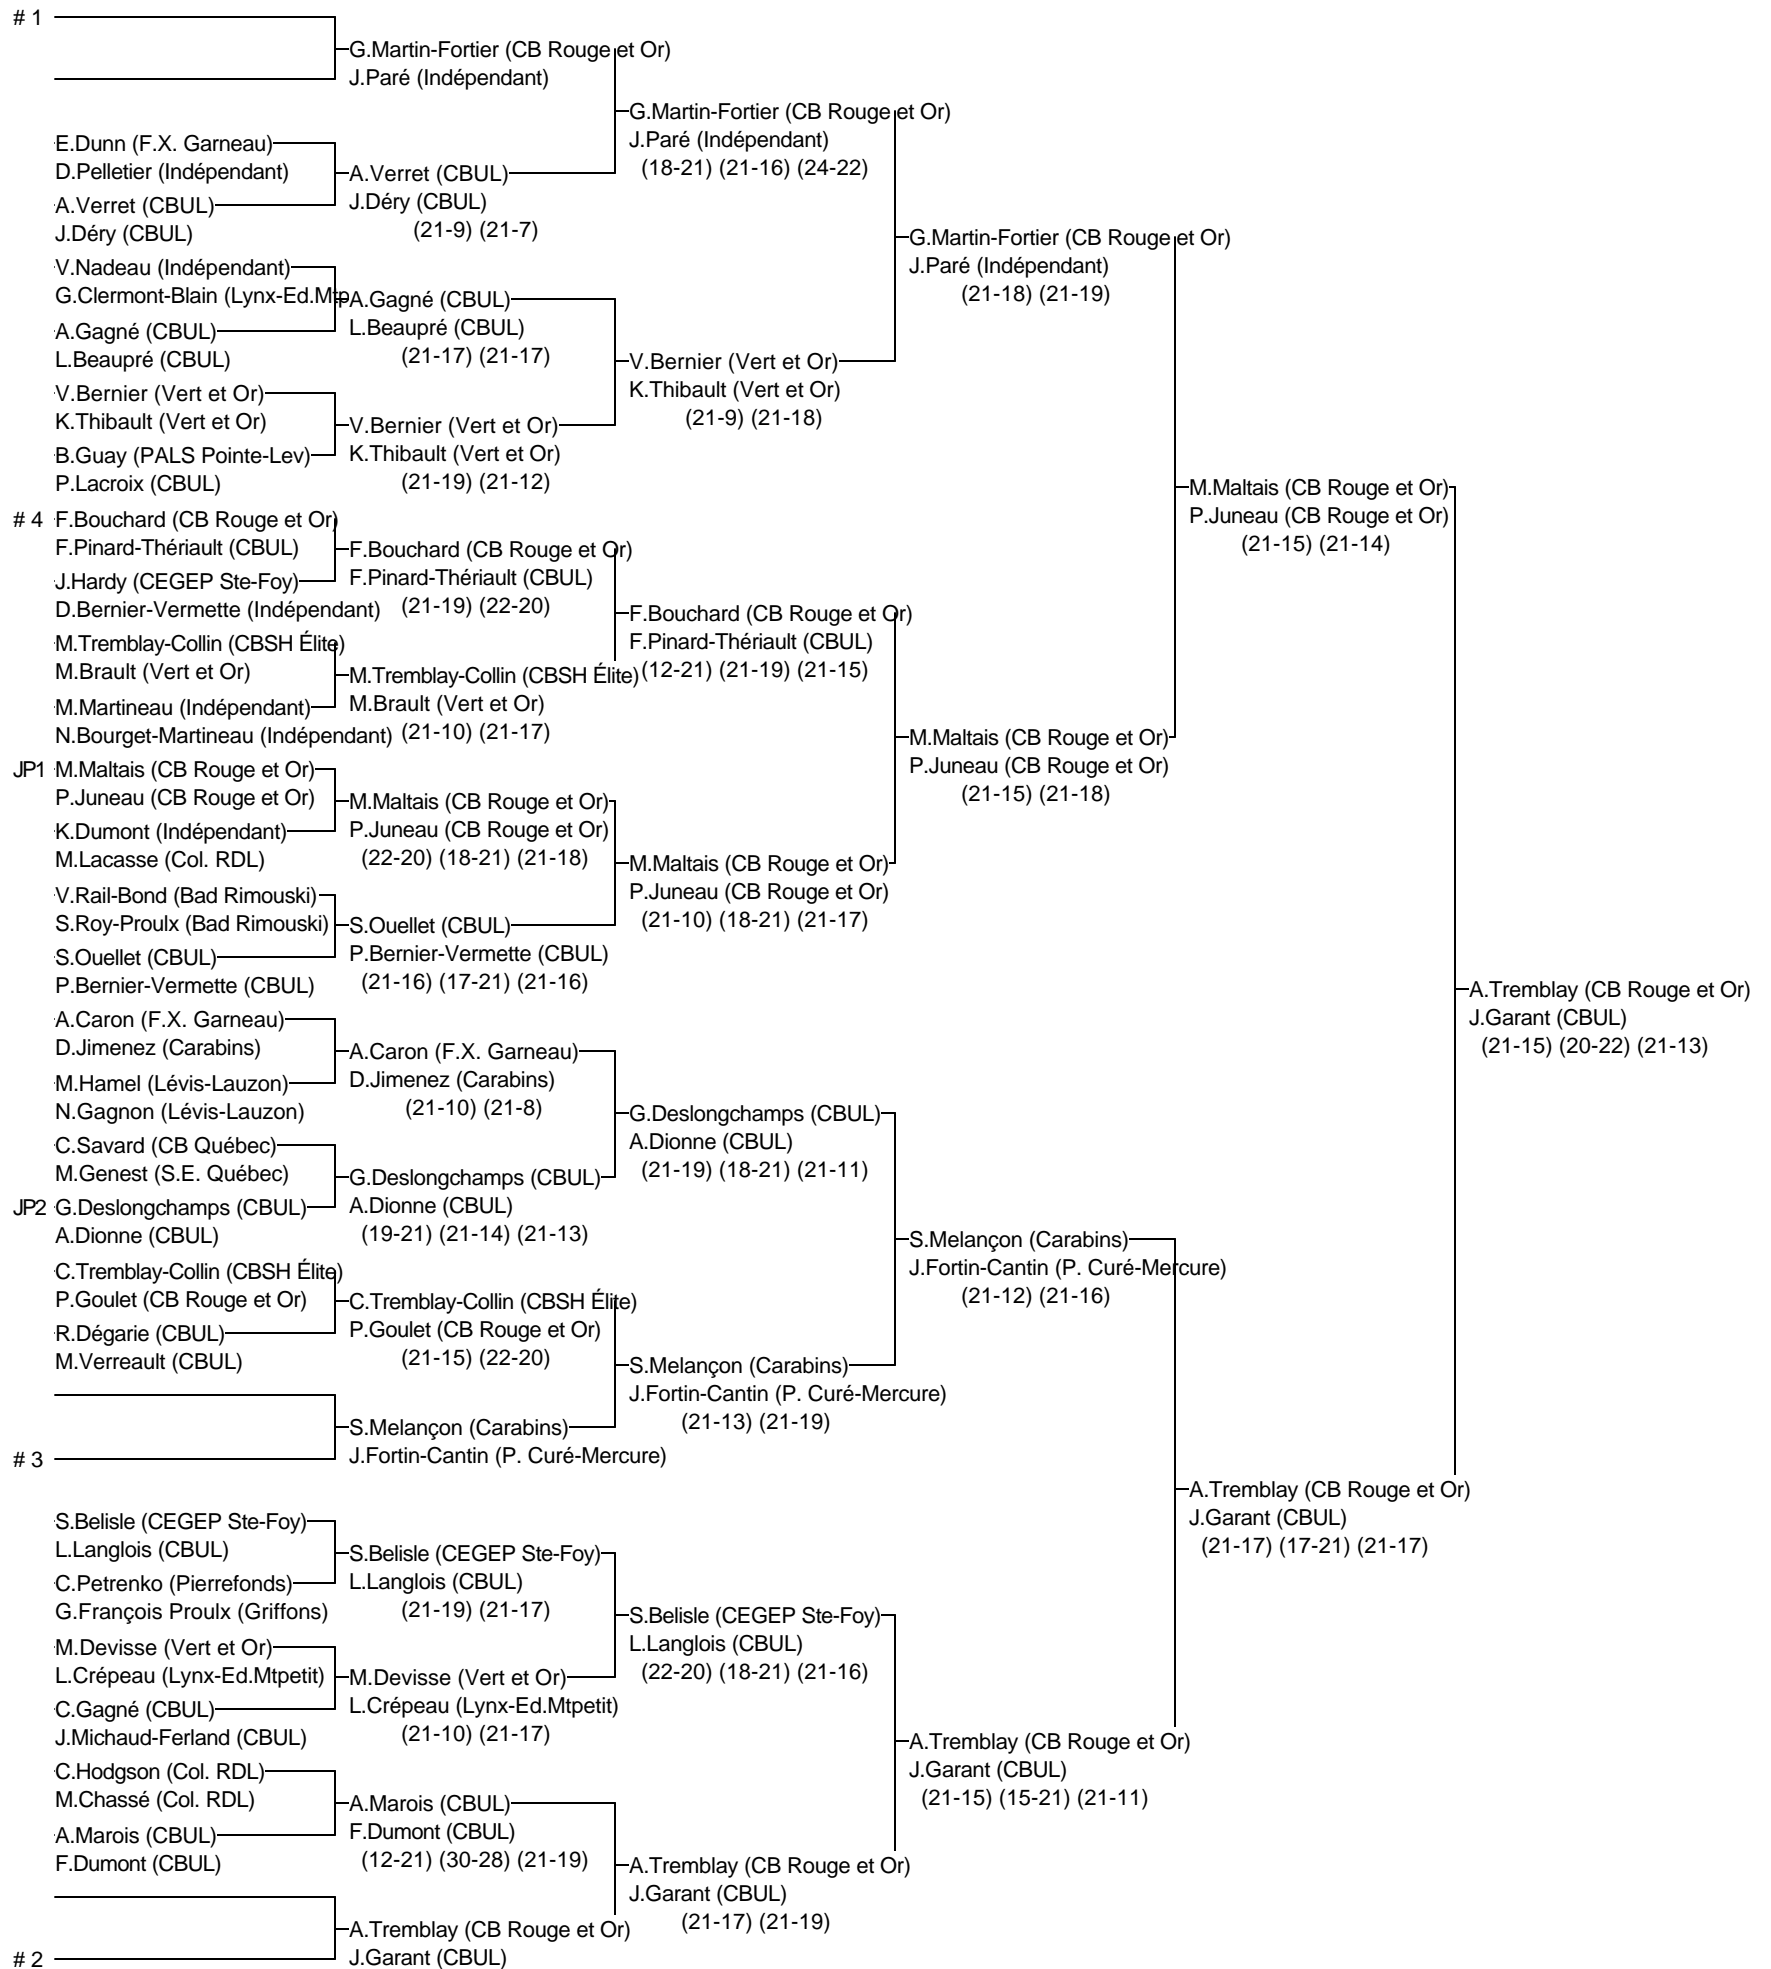 # 1
G.Martin-Fortier (CB Rouge et Or)
J.Paré (Indépendant)
G.Martin-Fortier (CB Rouge et Or)
J.Paré (Indépendant)
(18-21) (21-16) (24-22)
E.Dunn (F.X. Garneau)
D.Pelletier (Indépendant)
A.Verret (CBUL)
J.Déry (CBUL)
(21-9) (21-7)
A.Verret (CBUL)
J.Déry (CBUL)
G.Martin-Fortier (CB Rouge et Or)
J.Paré (Indépendant)
(21-18) (21-19)
V.Nadeau (Indépendant)
G.Clermont-Blain (Lynx-Ed.Mtp
A.Gagné (CBUL)
L.Beaupré (CBUL)
(21-17) (21-17)
A.Gagné (CBUL)
L.Beaupré (CBUL)
V.Bernier (Vert et Or)
K.Thibault (Vert et Or)
(21-9) (21-18)
V.Bernier (Vert et Or)
K.Thibault (Vert et Or)
V.Bernier (Vert et Or)
K.Thibault (Vert et Or)
(21-19) (21-12)
B.Guay (PALS Pointe-Lev)
P.Lacroix (CBUL)
M.Maltais (CB Rouge et Or)
P.Juneau (CB Rouge et Or)
(21-15) (21-14)
# 4 F.Bouchard (CB Rouge et Or)
F.Pinard-Thériault (CBUL)
F.Bouchard (CB Rouge et Or)
F.Pinard-Thériault (CBUL)
(21-19) (22-20)
J.Hardy (CEGEP Ste-Foy)
D.Bernier-Vermette (Indépendant)
F.Bouchard (CB Rouge et Or)
F.Pinard-Thériault (CBUL)
(12-21) (21-19) (21-15)
M.Tremblay-Collin (CBSH Élite)
M.Brault (Vert et Or)
M.Tremblay-Collin (CBSH Élite)
M.Brault (Vert et Or)
(21-10) (21-17)
M.Martineau (Indépendant)
N.Bourget-Martineau (Indépendant)
M.Maltais (CB Rouge et Or)
P.Juneau (CB Rouge et Or)
(21-15) (21-18)
JP1 M.Maltais (CB Rouge et Or)
P.Juneau (CB Rouge et Or)
M.Maltais (CB Rouge et Or)
P.Juneau (CB Rouge et Or)
(22-20) (18-21) (21-18)
K.Dumont (Indépendant)
M.Lacasse (Col. RDL)
M.Maltais (CB Rouge et Or)
P.Juneau (CB Rouge et Or)
(21-10) (18-21) (21-17)
V.Rail-Bond (Bad Rimouski)
S.Roy-Proulx (Bad Rimouski)
S.Ouellet (CBUL)
P.Bernier-Vermette (CBUL)
(21-16) (17-21) (21-16)
S.Ouellet (CBUL)
P.Bernier-Vermette (CBUL)
A.Tremblay (CB Rouge et Or)
J.Garant (CBUL)
(21-15) (20-22) (21-13)
A.Caron (F.X. Garneau)
D.Jimenez (Carabins)
A.Caron (F.X. Garneau)
D.Jimenez (Carabins)
(21-10) (21-8)
M.Hamel (Lévis-Lauzon)
N.Gagnon (Lévis-Lauzon)
G.Deslongchamps (CBUL)
A.Dionne (CBUL)
(21-19) (18-21) (21-11)
C.Savard (CB Québec)
M.Genest (S.E. Québec)
G.Deslongchamps (CBUL)
A.Dionne (CBUL)
(19-21) (21-14) (21-13)
JP2 G.Deslongchamps (CBUL)
A.Dionne (CBUL)
S.Melançon (Carabins)
J.Fortin-Cantin (P. Curé-Mercure)
(21-12) (21-16)
C.Tremblay-Collin (CBSH Élite)
P.Goulet (CB Rouge et Or)
C.Tremblay-Collin (CBSH Élite)
P.Goulet (CB Rouge et Or)
(21-15) (22-20)
R.Dégarie (CBUL)
M.Verreault (CBUL)
S.Melançon (Carabins)
J.Fortin-Cantin (P. Curé-Mercure)
(21-13) (21-19)
S.Melançon (Carabins)
J.Fortin-Cantin (P. Curé-Mercure)
# 3
A.Tremblay (CB Rouge et Or)
J.Garant (CBUL)
(21-17) (17-21) (21-17)
S.Belisle (CEGEP Ste-Foy)
L.Langlois (CBUL)
S.Belisle (CEGEP Ste-Foy)
L.Langlois (CBUL)
(21-19) (21-17)
C.Petrenko (Pierrefonds)
G.François Proulx (Griffons)
S.Belisle (CEGEP Ste-Foy)
L.Langlois (CBUL)
(22-20) (18-21) (21-16)
M.Devisse (Vert et Or)
L.Crépeau (Lynx-Ed.Mtpetit)
M.Devisse (Vert et Or)
L.Crépeau (Lynx-Ed.Mtpetit)
(21-10) (21-17)
C.Gagné (CBUL)
J.Michaud-Ferland (CBUL)
A.Tremblay (CB Rouge et Or)
J.Garant (CBUL)
(21-15) (15-21) (21-11)
C.Hodgson (Col. RDL)
M.Chassé (Col. RDL)
A.Marois (CBUL)
F.Dumont (CBUL)
(12-21) (30-28) (21-19)
A.Marois (CBUL)
F.Dumont (CBUL)
A.Tremblay (CB Rouge et Or)
J.Garant (CBUL)
(21-17) (21-19)
A.Tremblay (CB Rouge et Or)
J.Garant (CBUL)
# 2